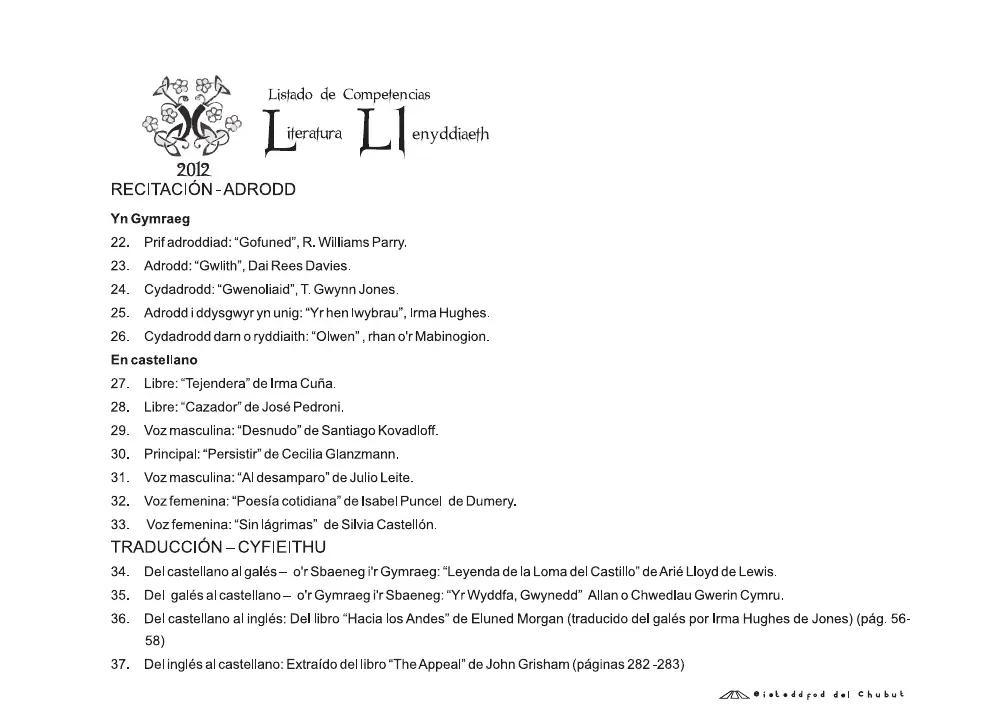 Listado de Competencias
Literatura Llenyddiaeth
2012
RECITACIÓN - ADRODD
Yn Gymraeg
22. Prif adroddiad: “Gofuned”, R. Williams Parry.
23. Adrodd: “Gwlith”, Dai Rees Davies.
24. Cydadrodd: “Gwenoliaid”, T. Gwynn Jones.
25. Adrodd i ddysgwyr yn unig: “Yr hen lwybrau”, Irma Hughes.
26. Cydadrodd darn o ryddiaith: “Olwen” , rhan o'r Mabinogion.
En castellano
27. Libre: “Tejendera” de Irma Cuña.
28. Libre: “Cazador” de José Pedroni.
29. Voz masculina: “Desnudo” de Santiago Kovadloff.
30. Principal: “Persistir” de Cecilia Glanzmann.
31. Voz masculina: “Al desamparo” de Julio Leite.
32. Voz femenina: “Poesía cotidiana” de Isabel Puncel de Dumery.
33. Voz femenina: “Sin lágrimas” de Silvia Castellón.
TRADUCCIÓN – CYFIEITHU
34. Del castellano al galés – o'r Sbaeneg i'r Gymraeg: “Leyenda de la Loma del Castillo” de Arié Lloyd de Lewis.
35. Del galés al castellano – o'r Gymraeg i'r Sbaeneg: “Yr Wyddfa, Gwynedd” Allan o Chwedlau Gwerin Cymru.
36. Del castellano al inglés: Del libro “Hacia los Andes” de Eluned Morgan (traducido del galés por Irma Hughes de Jones) (pág. 56-
58)
37. Del inglés al castellano: Extraído del libro “The Appeal” de John Grisham (páginas 282 -283)
eisteddfod del Chubut